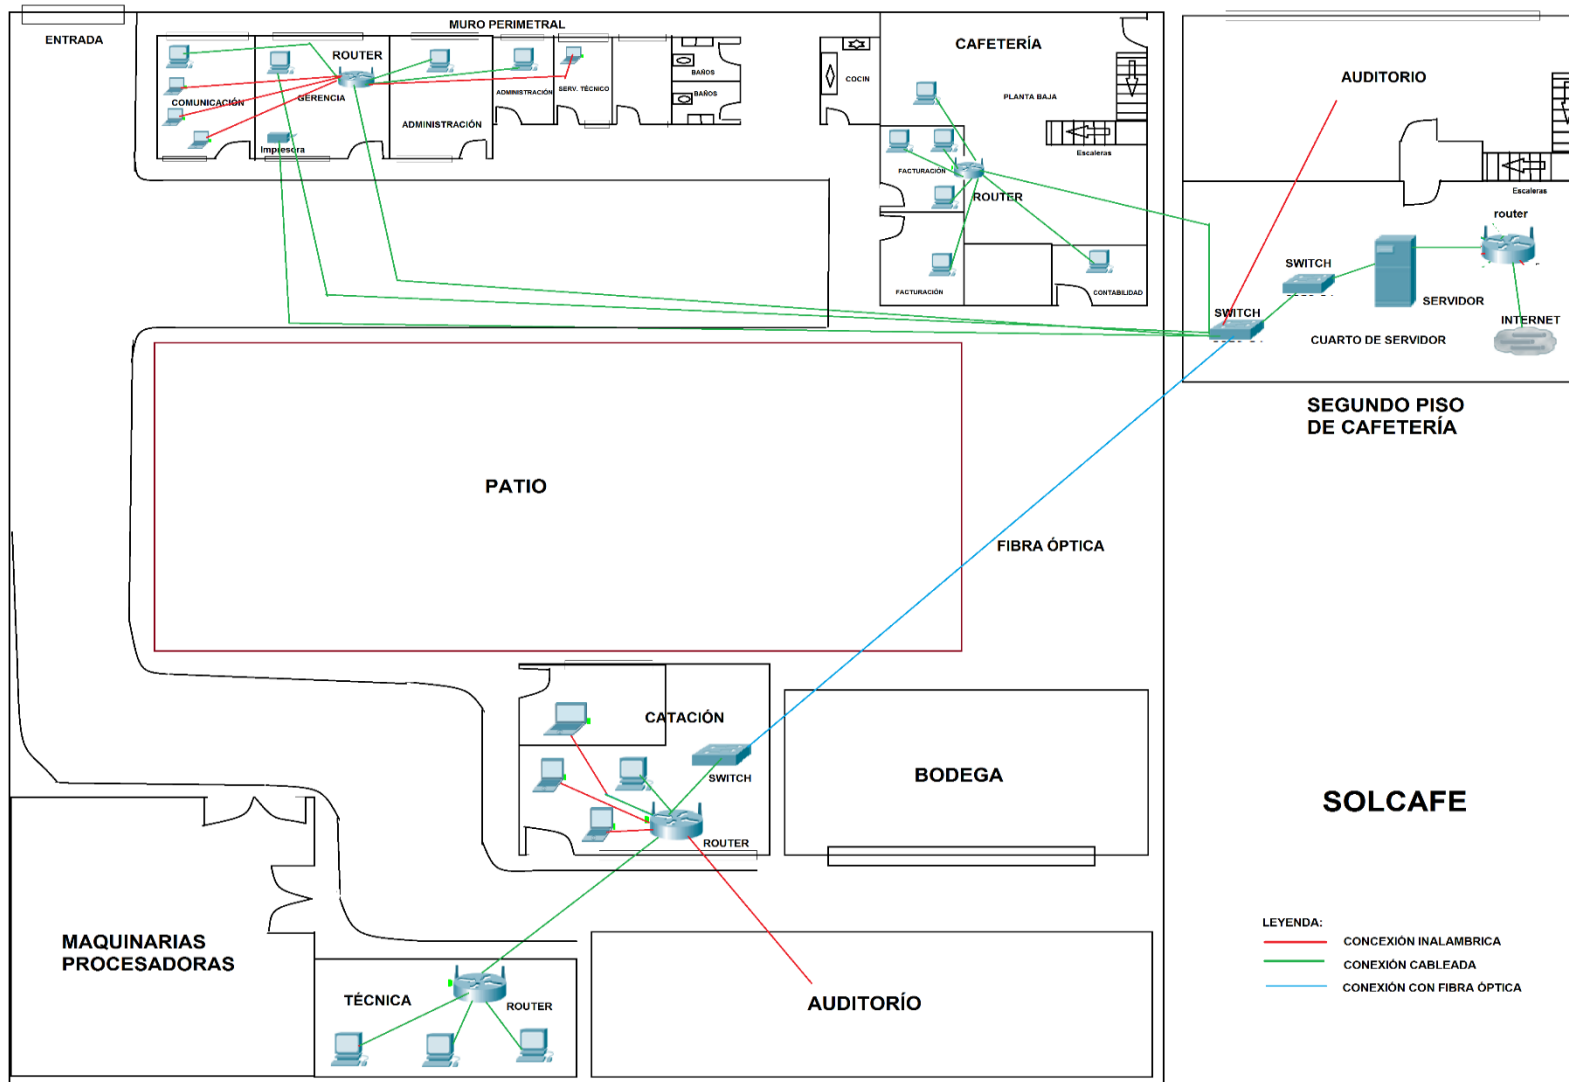 ENTRADA
MURO PERIMETRAL
ROUTER
COMUNICACIÓN
GERENCIA
Impresora
ADMINISTRACIÓN
ADMINISTRACIÓN
SERV. TÉCNICO
BAÑOS
BAÑOS
COCIN
CAFETERÍA
PLANTA BAJA
Escaleras
FACTURACIÓN
ROUTER
FACTURACIÓN
CONTABILIDAD
AUDITORIO
Escaleras
router
SWITCH
SERVIDOR
SWITCH
INTERNET
CUARTO DE SERVIDOR
SEGUNDO PISO
DE CAFETERÍA
PATIO
FIBRA ÓPTICA
CATACIÓN
SWITCH
ROUTER
BODEGA
SOLCAFE
MAQUINARIAS
PROCESADORAS
TÉCNICA
ROUTER
AUDITORÍO
LEYENDA:
CONCEXIÓN INALAMBRICA
CONEXIÓN CABLEADA
CONEXIÓN CON FIBRA ÓPTICA